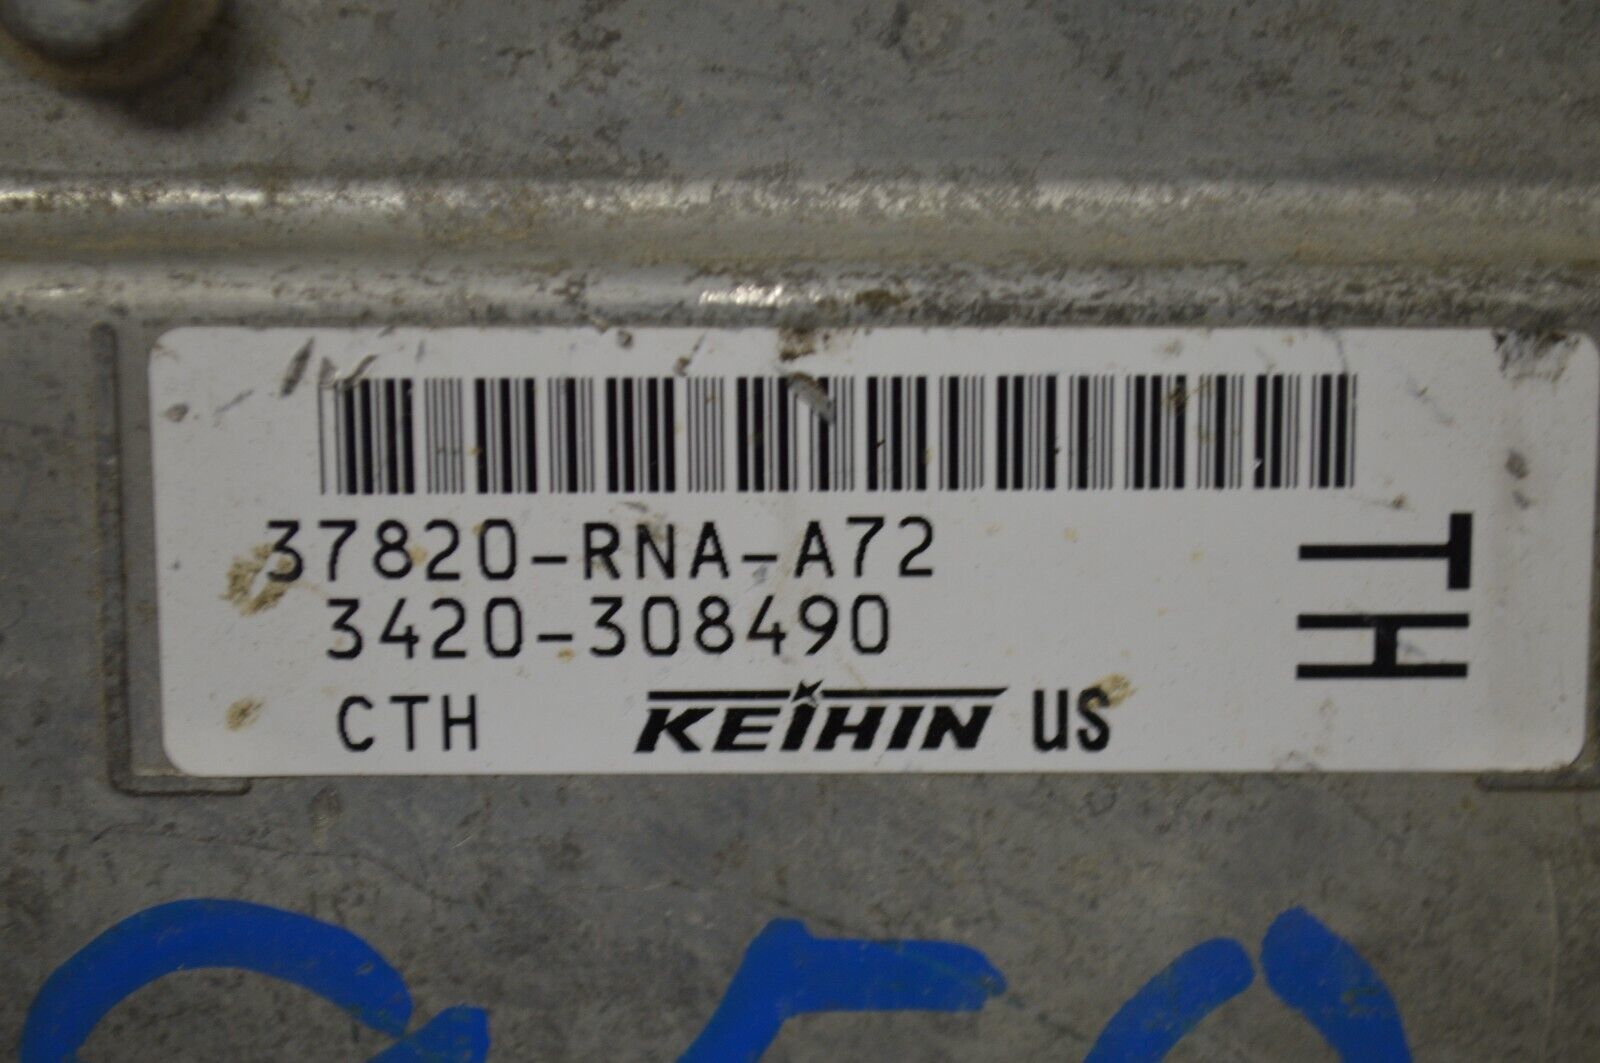 37820-RNA-A72
3420-308490
CTH KEIHIN US
TH